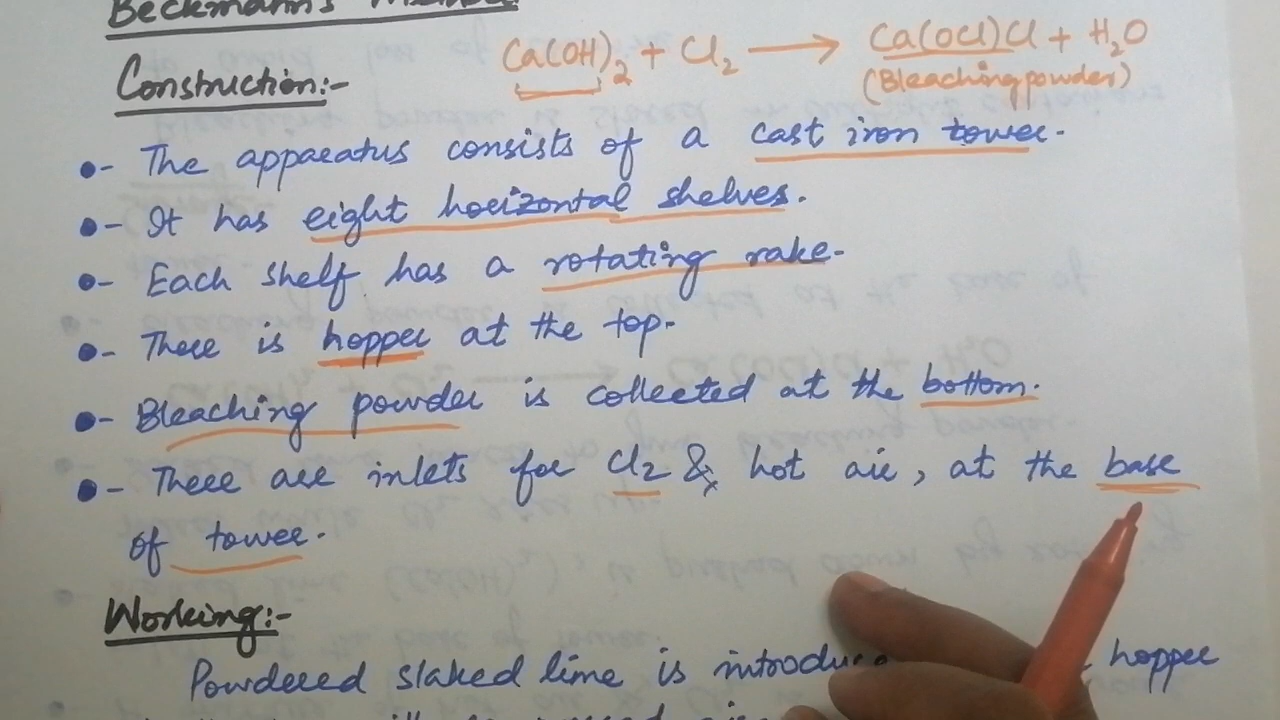 Beckmann's Method
Construction:-
Ca(OH)₂ + Cl₂ ⟶ Ca(OCl)Cl + H₂O
(Bleaching powder)
•- The apparatus consists of a cast iron tower.
•- It has eight horizontal shelves.
•- Each shelf has a rotating rake.
•- There is hopper at the top.
•- Bleaching powder is collected at the bottom.
•- There are inlets for Cl₂ & hot air, at the base
of tower.
Working:-
Powdered slaked lime is introduc hopper